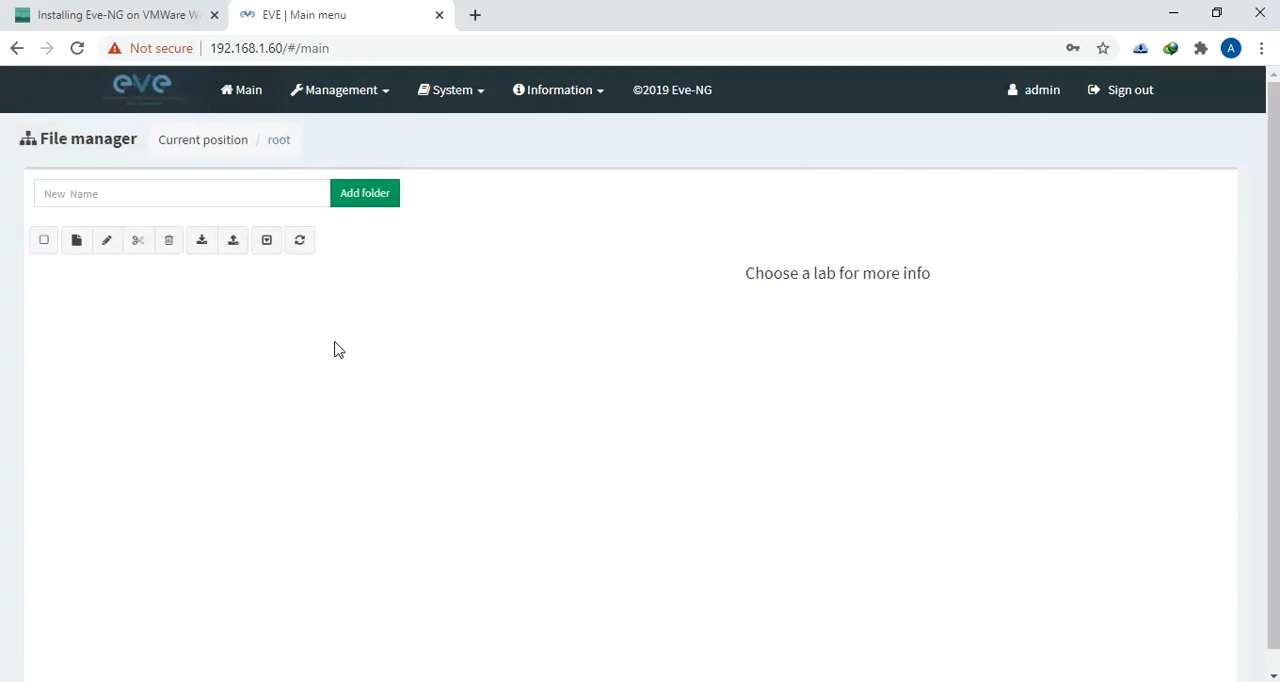 Installing Eve-NG on VMWare W
EVE | Main menu
Not secure
192.168.1.60/#/main
A
eve
Main
Management
System
Information
©2019 Eve-NG
admin
Sign out
File manager
Current position / root
New Name
Add folder
Choose a lab for more info